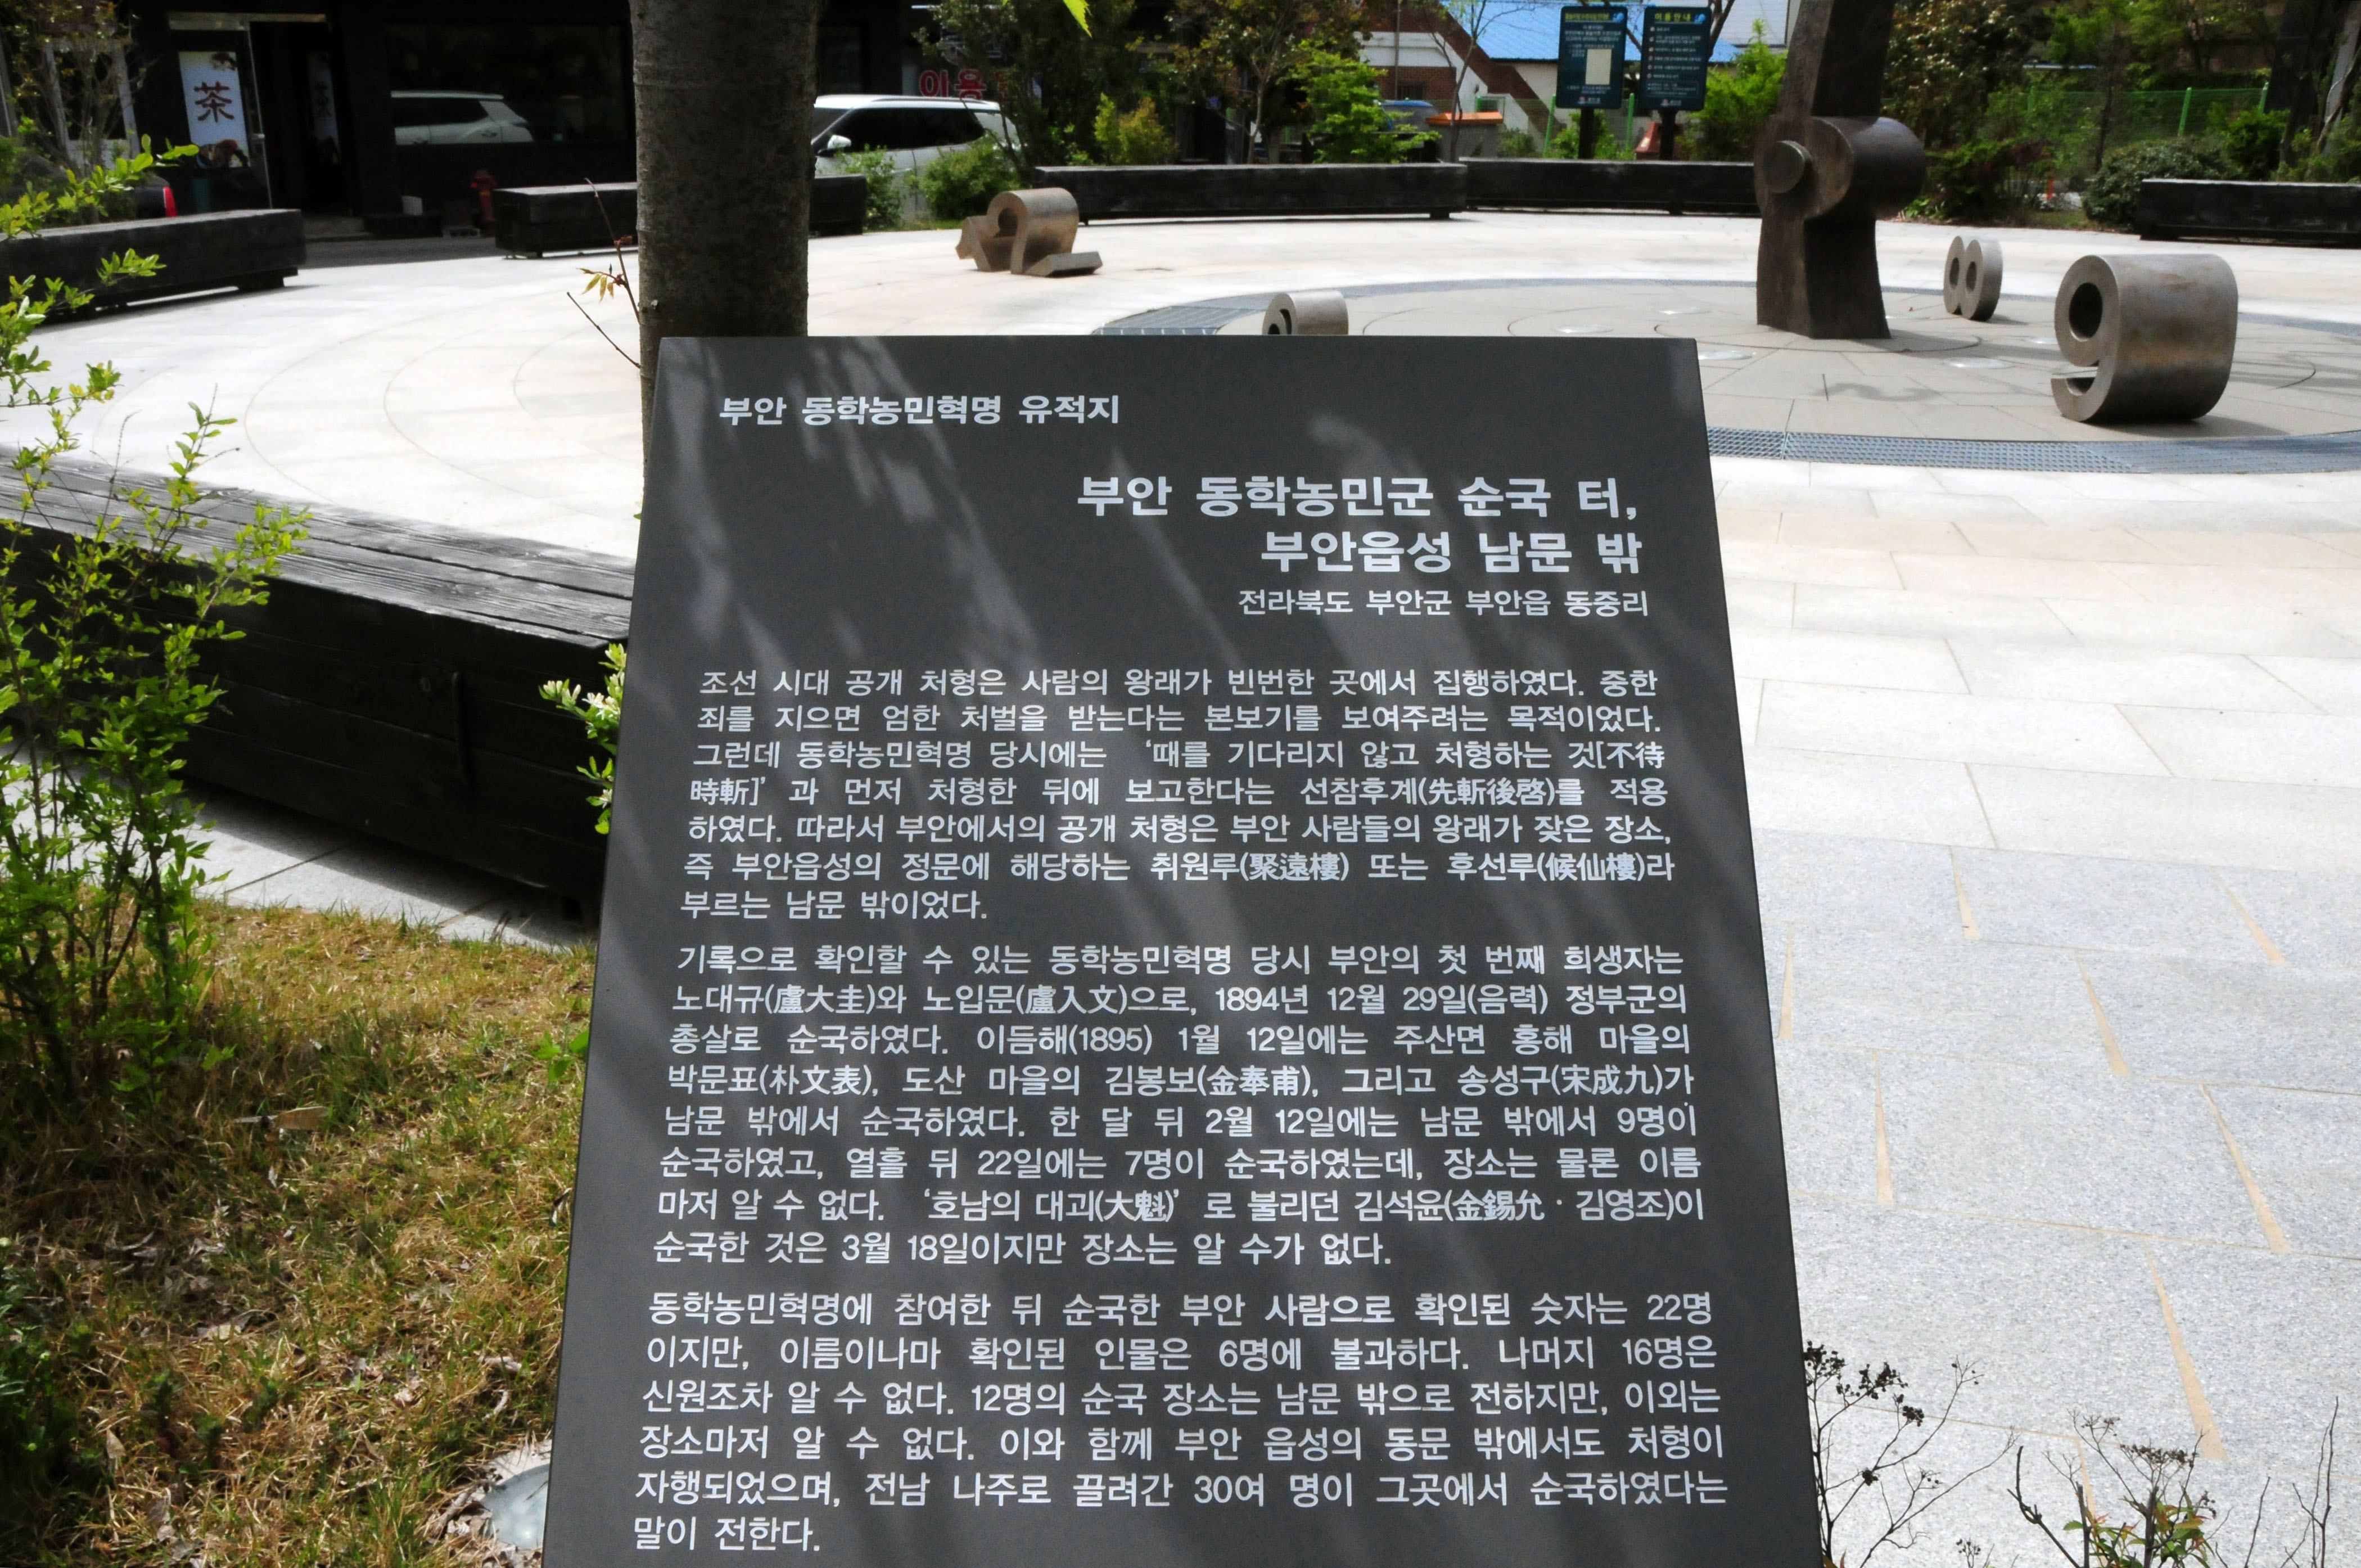 茶
이용
이용안내
부안 동학농민혁명 유적지
부안 동학농민군 순국 터,
부안읍성 남문 밖
전라북도 부안군 부안읍 동중리
조선 시대 공개 처형은 사람의 왕래가 빈번한 곳에서 집행하였다. 중한
죄를 지으면 엄한 처벌을 받는다는 본보기를 보여주려는 목적이었다.
그런데 동학농민혁명 당시에는 ‘때를 기다리지 않고 처형하는 것[不待
時斬]’과 먼저 처형한 뒤에 보고한다는 선참후계(先斬後啓)를 적용
하였다. 따라서 부안에서의 공개 처형은 부안 사람들의 왕래가 잦은 장소,
즉 부안읍성의 정문에 해당하는 취원루(聚遠樓) 또는 후선루(候仙樓)라
부르는 남문 밖이었다.
기록으로 확인할 수 있는 동학농민혁명 당시 부안의 첫 번째 희생자는
노대규(盧大圭)와 노입문(盧入文)으로, 1894년 12월 29일(음력) 정부군의
총살로 순국하였다. 이듬해(1895) 1월 12일에는 주산면 홍해 마을의
박문표(朴文表), 도산 마을의 김봉보(金奉甫), 그리고 송성구(宋成九)가
남문 밖에서 순국하였다. 한 달 뒤 2월 12일에는 남문 밖에서 9명이
순국하였고, 열흘 뒤 22일에는 7명이 순국하였는데, 장소는 물론 이름
마저 알 수 없다. ‘호남의 대괴(大魁)’로 불리던 김석윤(金錫允·김영조)이
순국한 것은 3월 18일이지만 장소는 알 수가 없다.
동학농민혁명에 참여한 뒤 순국한 부안 사람으로 확인된 숫자는 22명
이지만, 이름이나마 확인된 인물은 6명에 불과하다. 나머지 16명은
신원조차 알 수 없다. 12명의 순국 장소는 남문 밖으로 전하지만, 이외는
장소마저 알 수 없다. 이와 함께 부안 읍성의 동문 밖에서도 처형이
자행되었으며, 전남 나주로 끌려간 30여 명이 그곳에서 순국하였다는
말이 전한다.